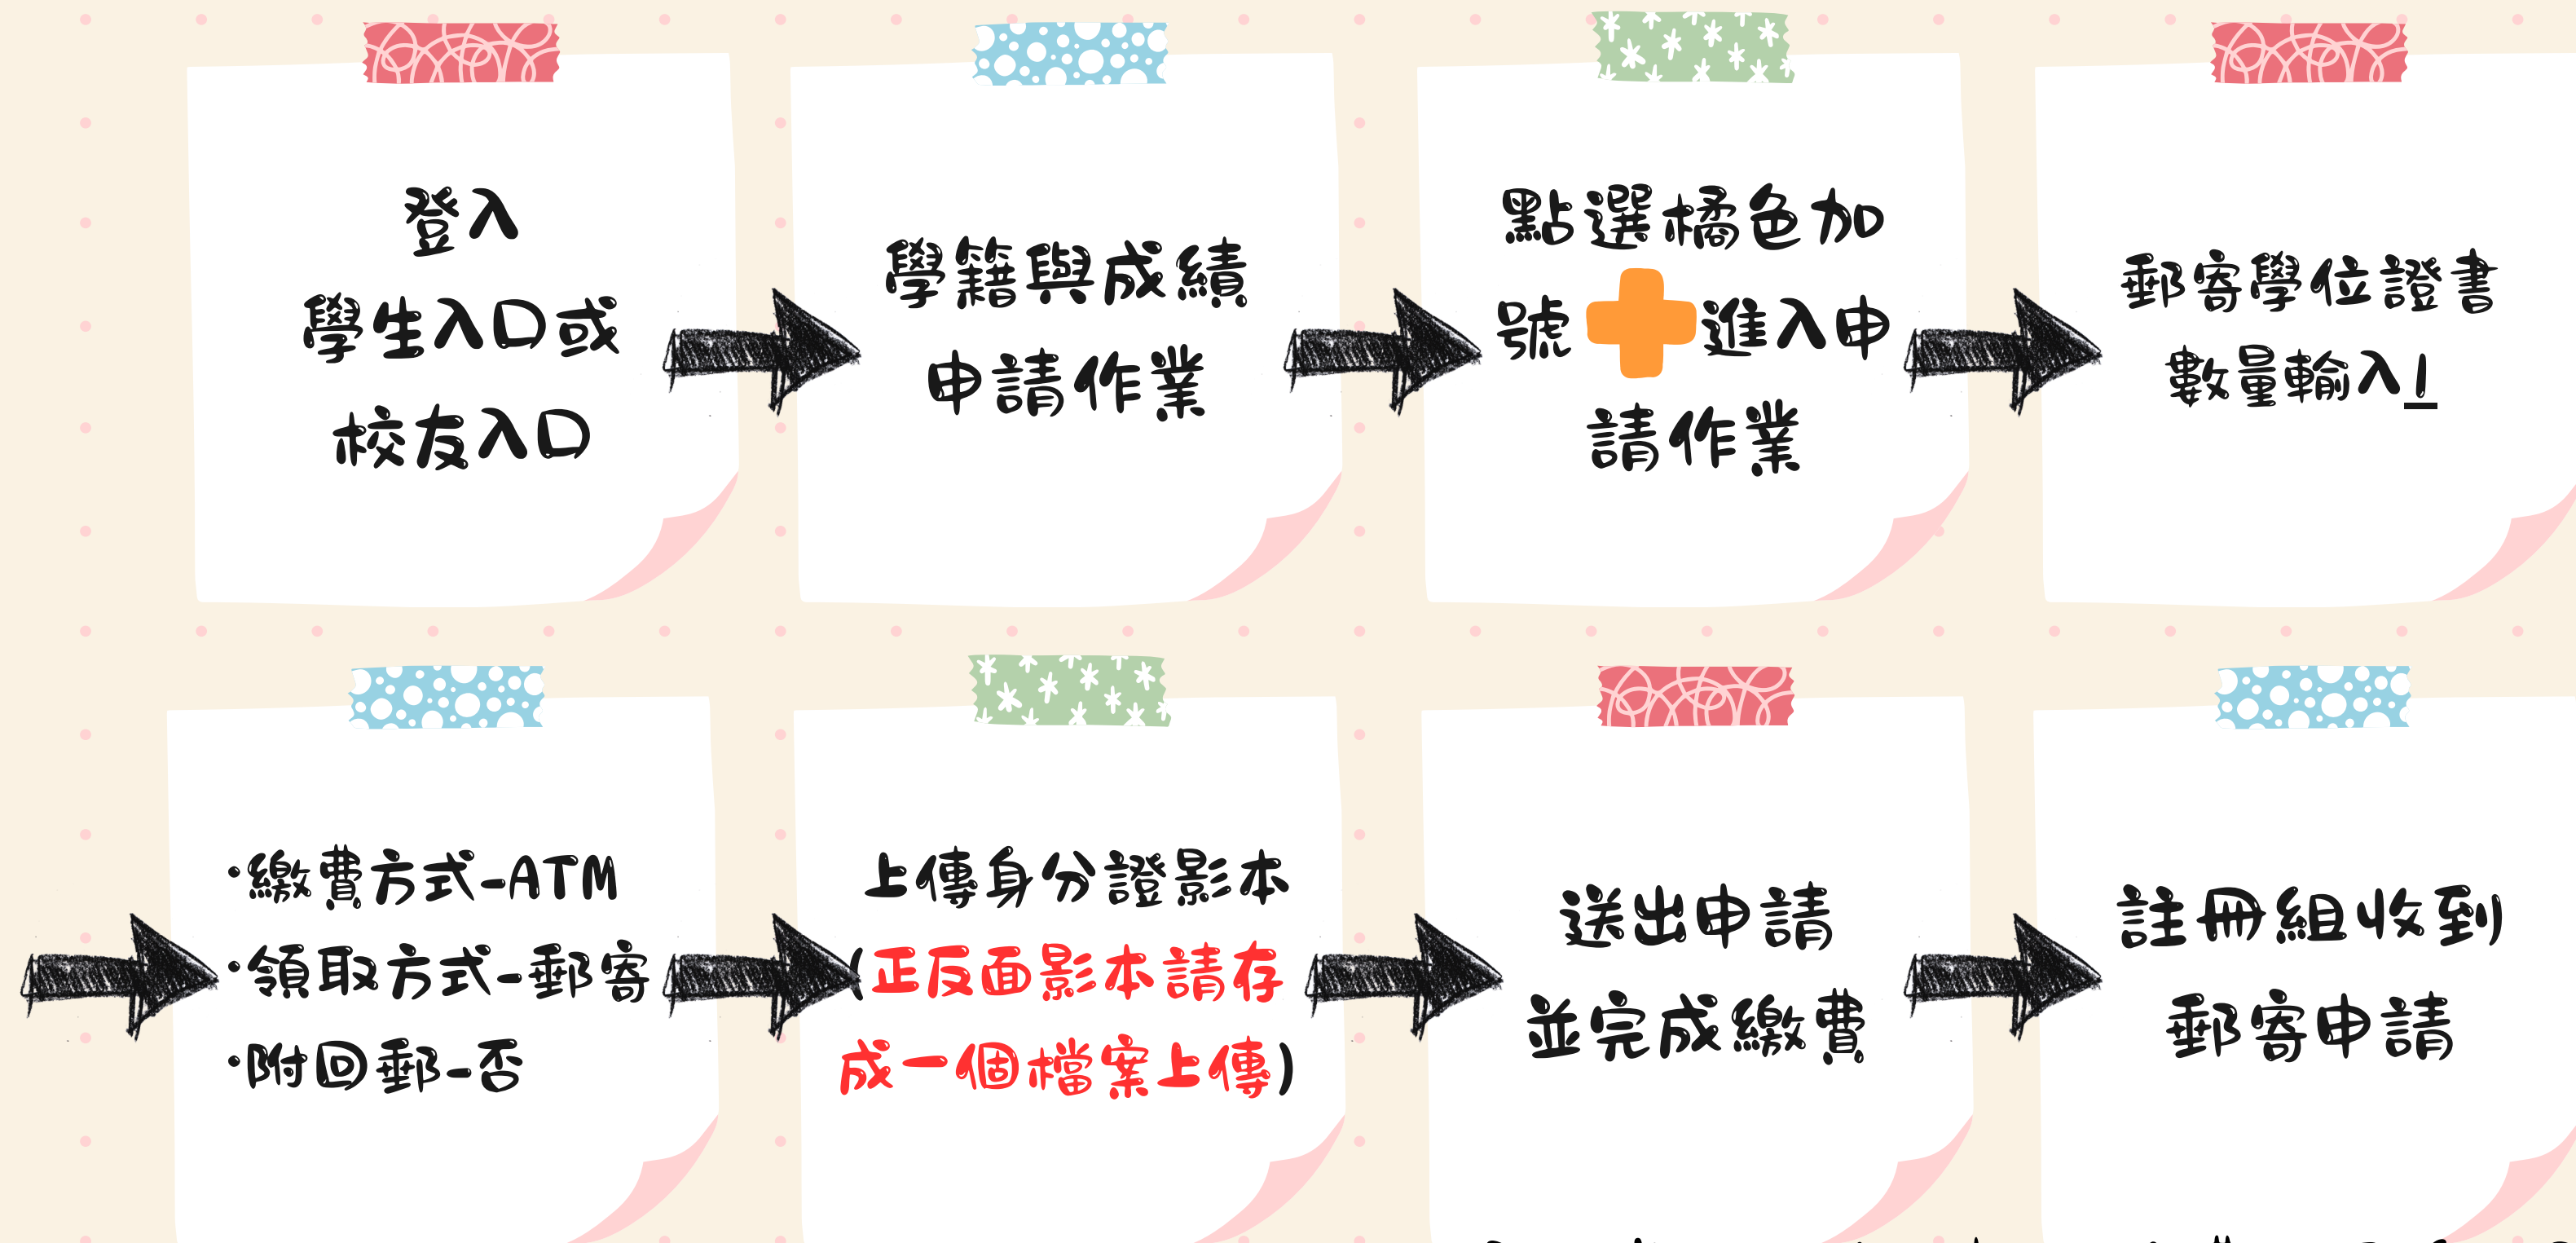 登入
學生入口或
校友入口
學籍與成績
申請作業
點選橘色加
號進入申
請作業
郵寄學位證書
數量輸入1
•繳費方式-ATM
•領取方式-郵寄
•附回郵-否
上傳身分證影本
(正反面影本請存
成一個檔案上傳)
送出申請
並完成繳費
註冊組收到
郵寄申請